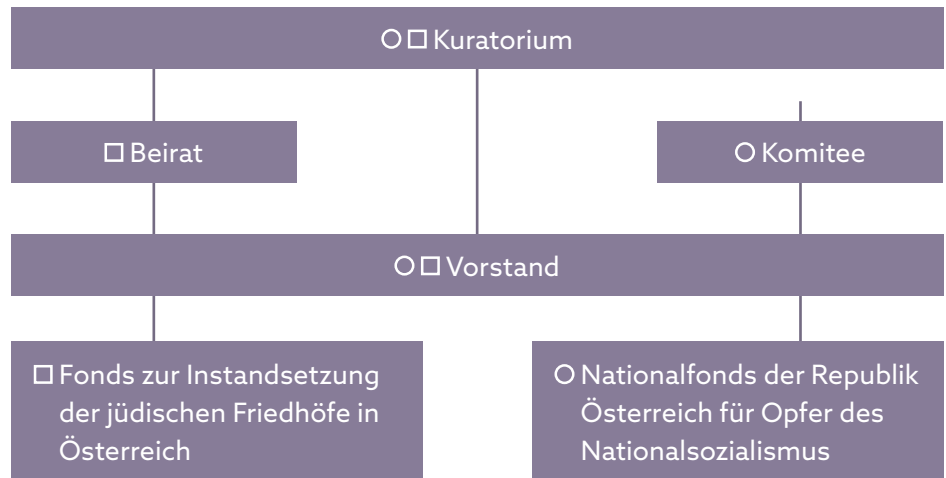 ○□ Kuratorium
□ Beirat
○ Komitee
○□ Vorstand
□ Fonds zur Instandsetzung
der jüdischen Friedhöfe in
Österreich
○ Nationalfonds der Republik
Österreich für Opfer des
Nationalsozialismus